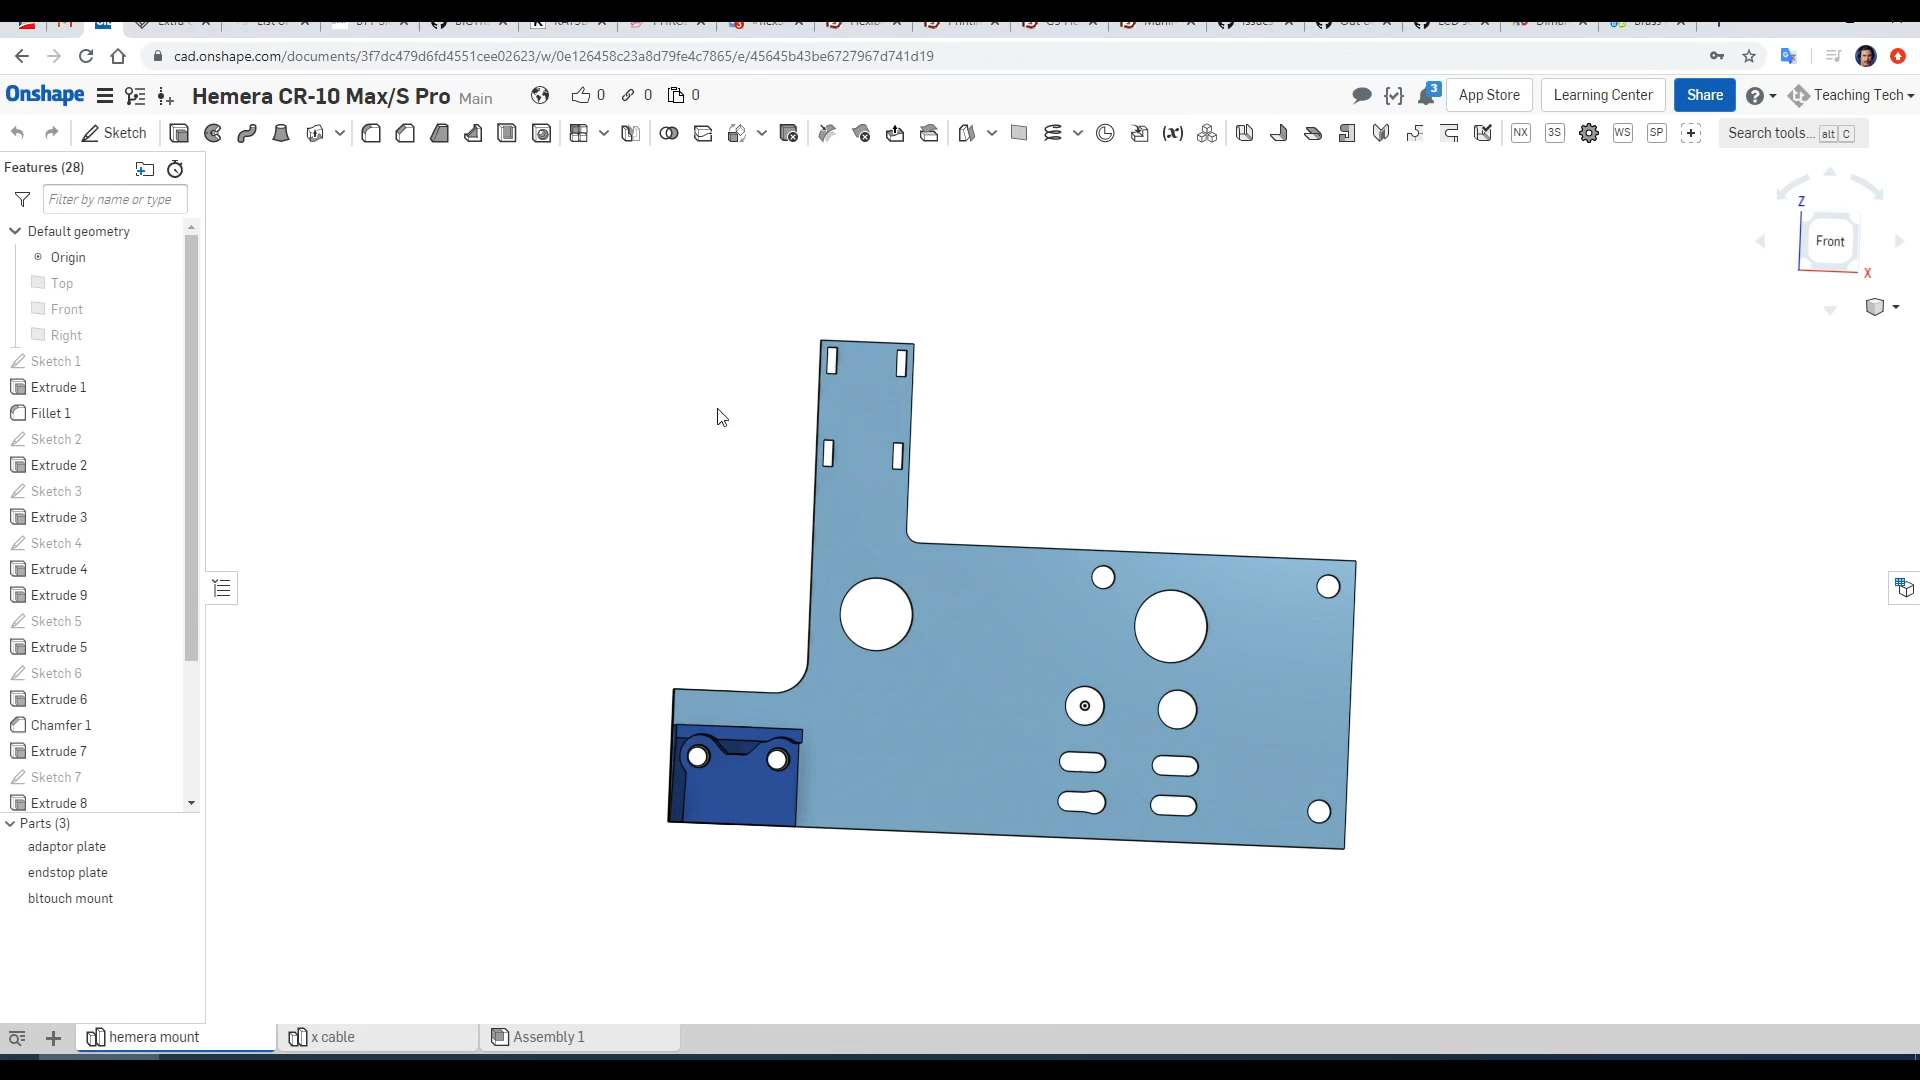 cad.onshape.com/documents/3f7dc479d6fd4551cee02623/w/0e126458c23a8d79fe4c7865/e/45645b43be6727967d741d19
Onshape Hemera CR-10 Max/S Pro Main 0 0 0 3 App Store Learning Center Share Teaching Tech
Sketch NX 3S WS SP Search tools... alt C
Features (28)
Filter by name or type
Default geometry
Origin
Top
Front
Right
Sketch 1
Extrude 1
Fillet 1
Sketch 2
Extrude 2
Sketch 3
Extrude 3
Sketch 4
Extrude 4
Extrude 9
Sketch 5
Extrude 5
Sketch 6
Extrude 6
Chamfer 1
Extrude 7
Sketch 7
Extrude 8
Parts (3)
adaptor plate
endstop plate
bltouch mount
Z
Front
X
hemera mount x cable Assembly 1